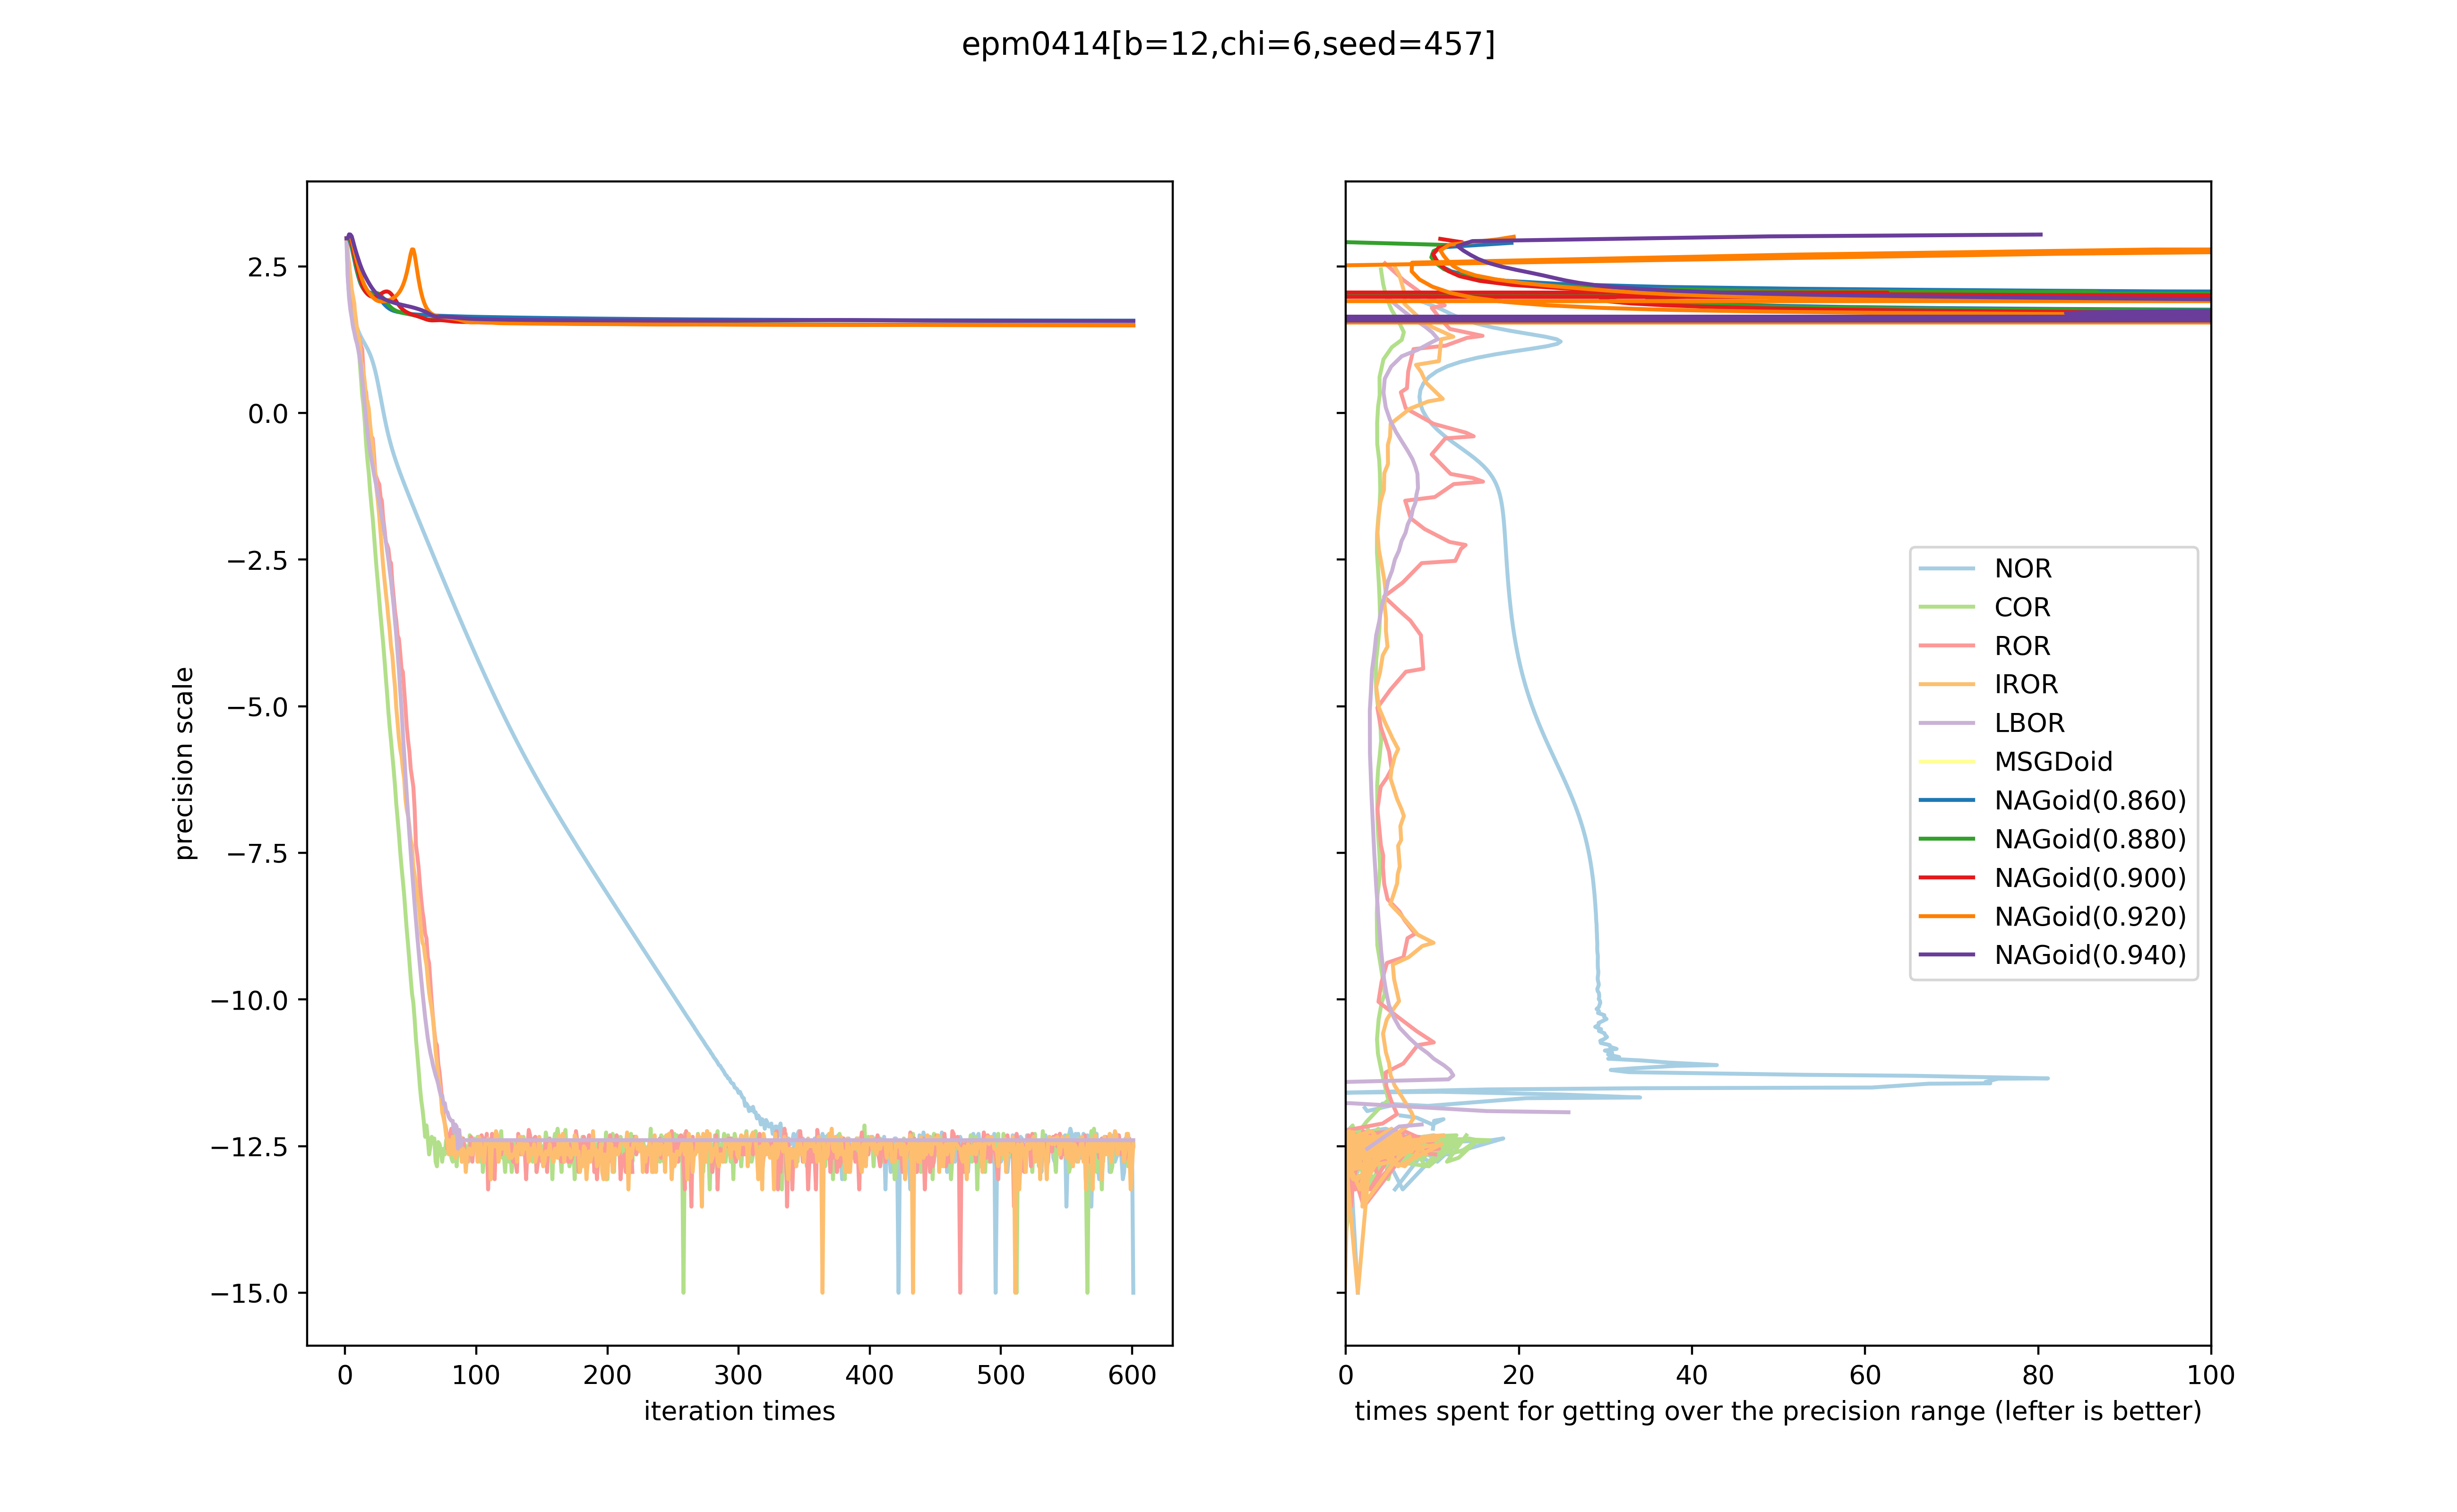 epm0414[b=12,chi=6,seed=457]
precision scale
2.5
0.0
−2.5
−5.0
−7.5
−10.0
−12.5
−15.0
0 100 200 300 400 500 600
iteration times
NOR
COR
ROR
IROR
LBOR
MSGDoid
NAGoid(0.860)
NAGoid(0.880)
NAGoid(0.900)
NAGoid(0.920)
NAGoid(0.940)
0 20 40 60 80 100
times spent for getting over the precision range (lefter is better)